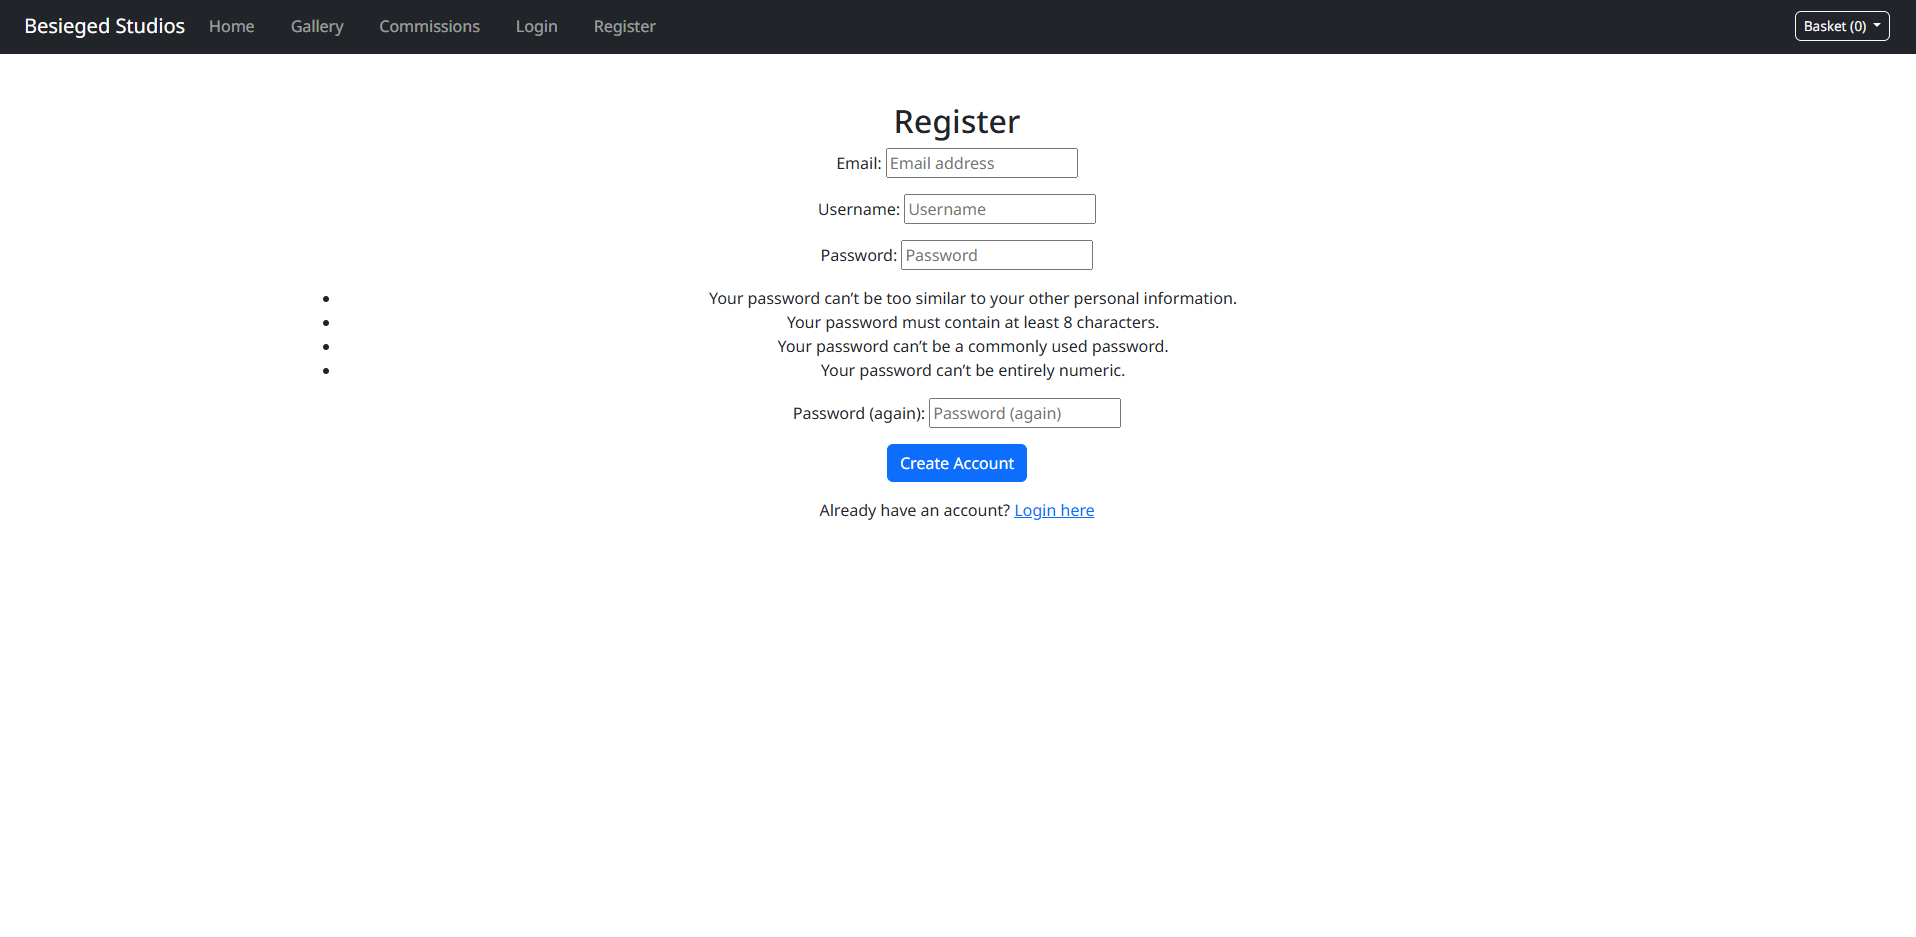 Besieged Studios Home Gallery Commissions Login Register Basket (0)
Register
Email: Email address
Username: Username
Password: Password
Your password can’t be too similar to your other personal information.
Your password must contain at least 8 characters.
Your password can’t be a commonly used password.
Your password can’t be entirely numeric.
Password (again): Password (again)
Create Account
Already have an account? Login here